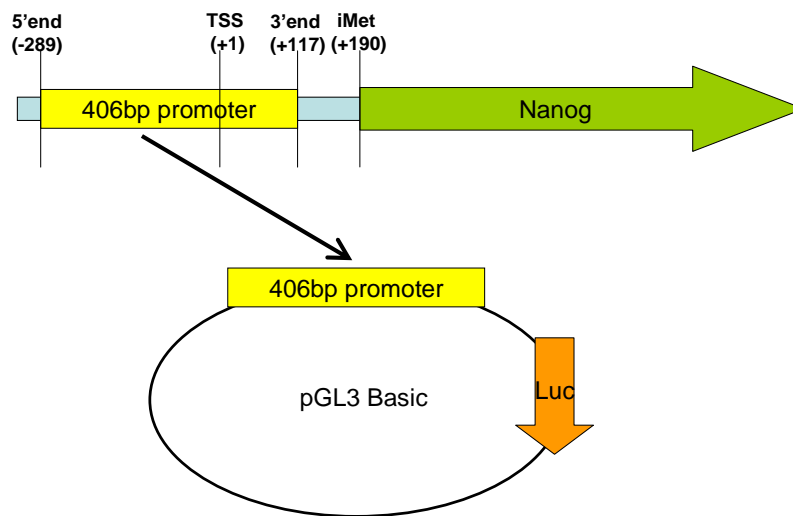 5'end TSS 3'end iMet
(-289) (+1) (+117) (+190)
406bp promoter
Nanog
406bp promoter
Luc
pGL3 Basic